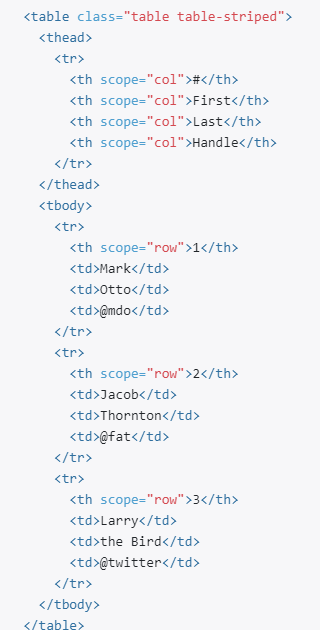 <table class="table table-striped">
  <thead>
    <tr>
      <th scope="col">#</th>
      <th scope="col">First</th>
      <th scope="col">Last</th>
      <th scope="col">Handle</th>
    </tr>
  </thead>
  <tbody>
    <tr>
      <th scope="row">1</th>
      <td>Mark</td>
      <td>Otto</td>
      <td>@mdo</td>
    </tr>
    <tr>
      <th scope="row">2</th>
      <td>Jacob</td>
      <td>Thornton</td>
      <td>@fat</td>
    </tr>
    <tr>
      <th scope="row">3</th>
      <td>Larry</td>
      <td>the Bird</td>
      <td>@twitter</td>
    </tr>
  </tbody>
</table>